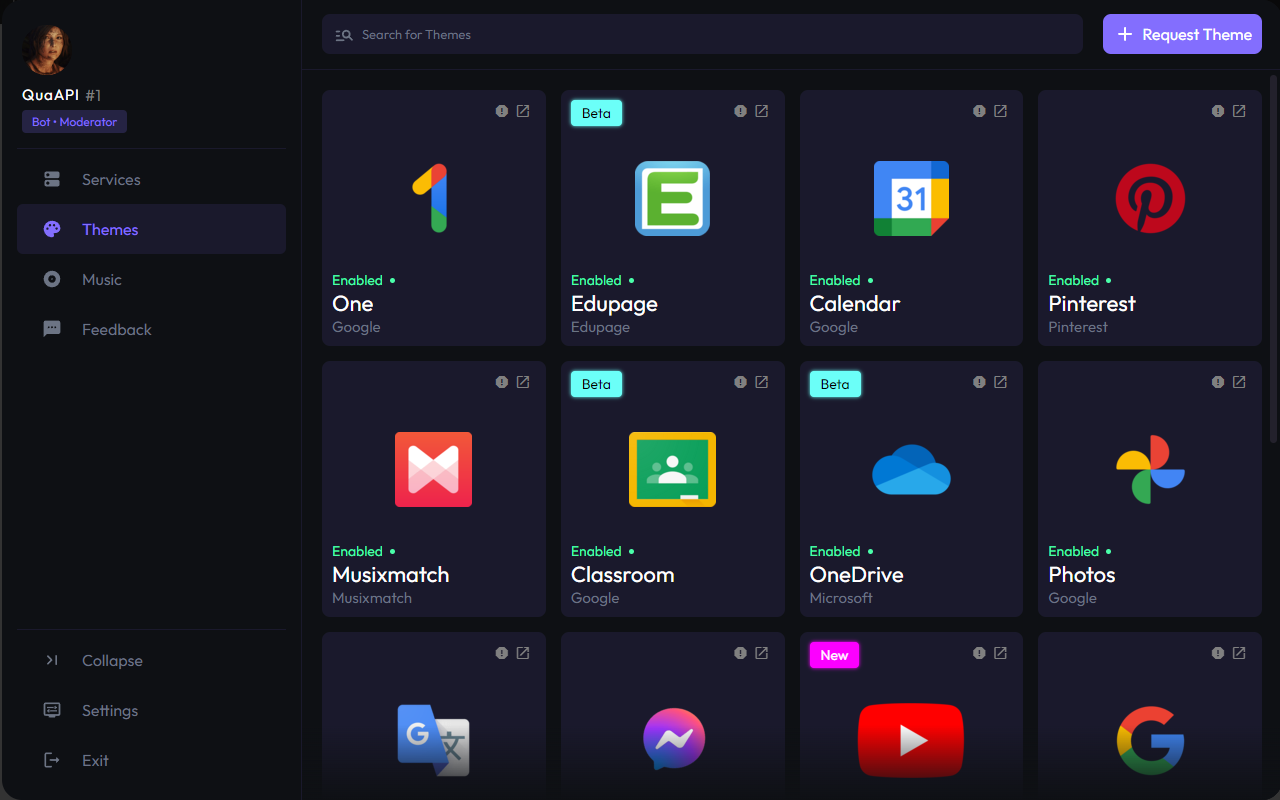 QuaAPI #1
Bot • Moderator
Services
Themes
Music
Feedback
Collapse
Settings
Exit
Search for Themes
+ Request Theme
Enabled •
One
Google
Beta
Enabled •
Edupage
Edupage
31
Enabled •
Calendar
Google
Enabled •
Pinterest
Pinterest
Enabled •
Musixmatch
Musixmatch
Beta
Enabled •
Classroom
Google
Beta
Enabled •
OneDrive
Microsoft
Enabled •
Photos
Google
G 文
New